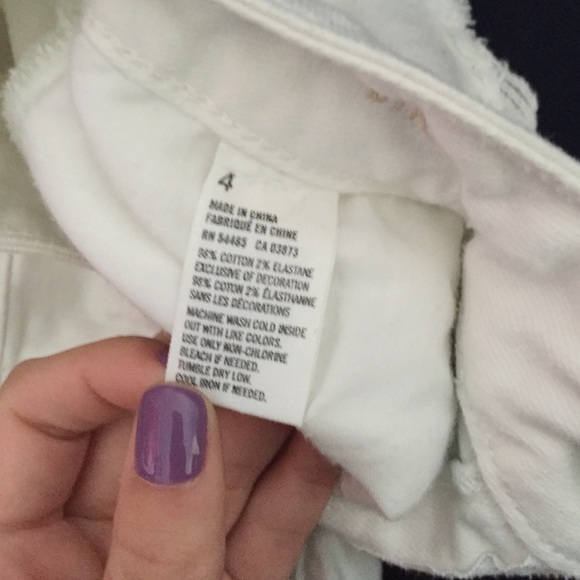 4
MADE IN CHINA
FABRIQUÉ EN CHINE
RN 54485 CA 03873
98% COTTON 2% ELASTANE
EXCLUSIVE OF DECORATION
98% COTON 2% ÉLASTHANNE
SANS LES DÉCORATIONS
MACHINE WASH COLD INSIDE
OUT WITH LIKE COLORS.
USE ONLY NON-CHLORINE
BLEACH IF NEEDED.
TUMBLE DRY LOW.
COOL IRON IF NEEDED.